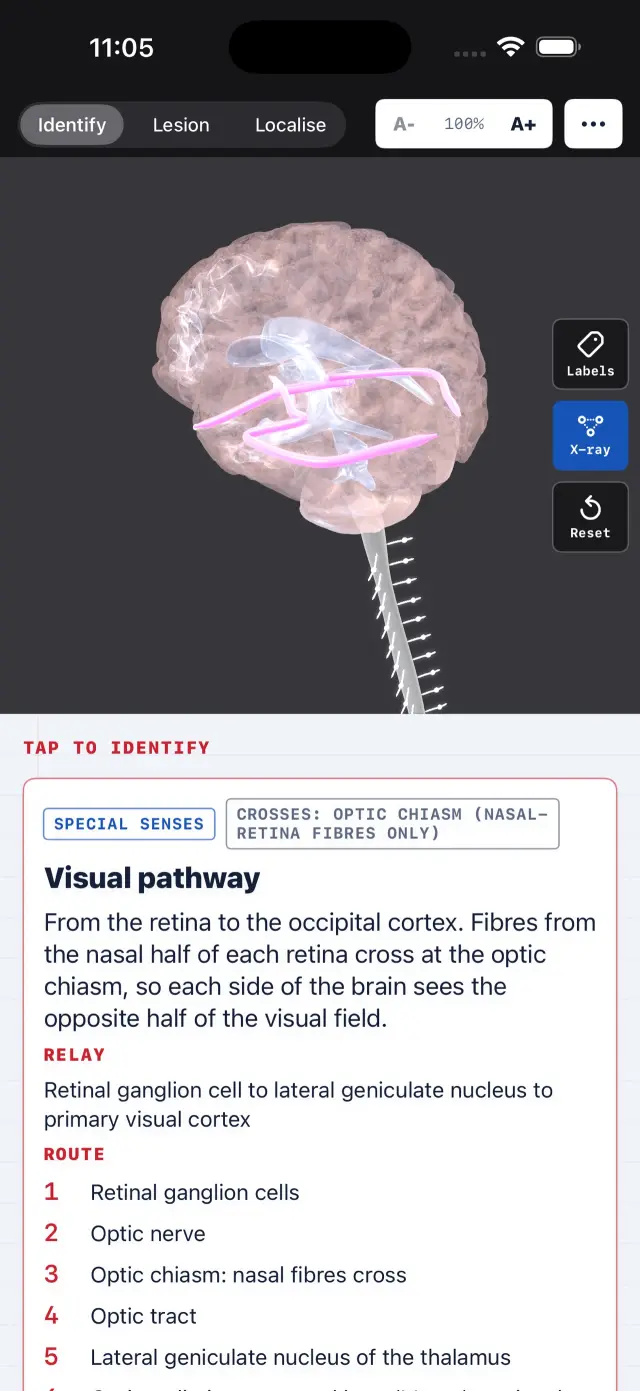 11:05
Identify Lesion Localise A- 100% A+
Labels
X-ray
Reset
TAP TO IDENTIFY
SPECIAL SENSES
CROSSES: OPTIC CHIASM (NASAL-
RETINA FIBRES ONLY)
Visual pathway
From the retina to the occipital cortex. Fibres from
the nasal half of each retina cross at the optic
chiasm, so each side of the brain sees the
opposite half of the visual field.
RELAY
Retinal ganglion cell to lateral geniculate nucleus to
primary visual cortex
ROUTE
1 Retinal ganglion cells
2 Optic nerve
3 Optic chiasm: nasal fibres cross
4 Optic tract
5 Lateral geniculate nucleus of the thalamus